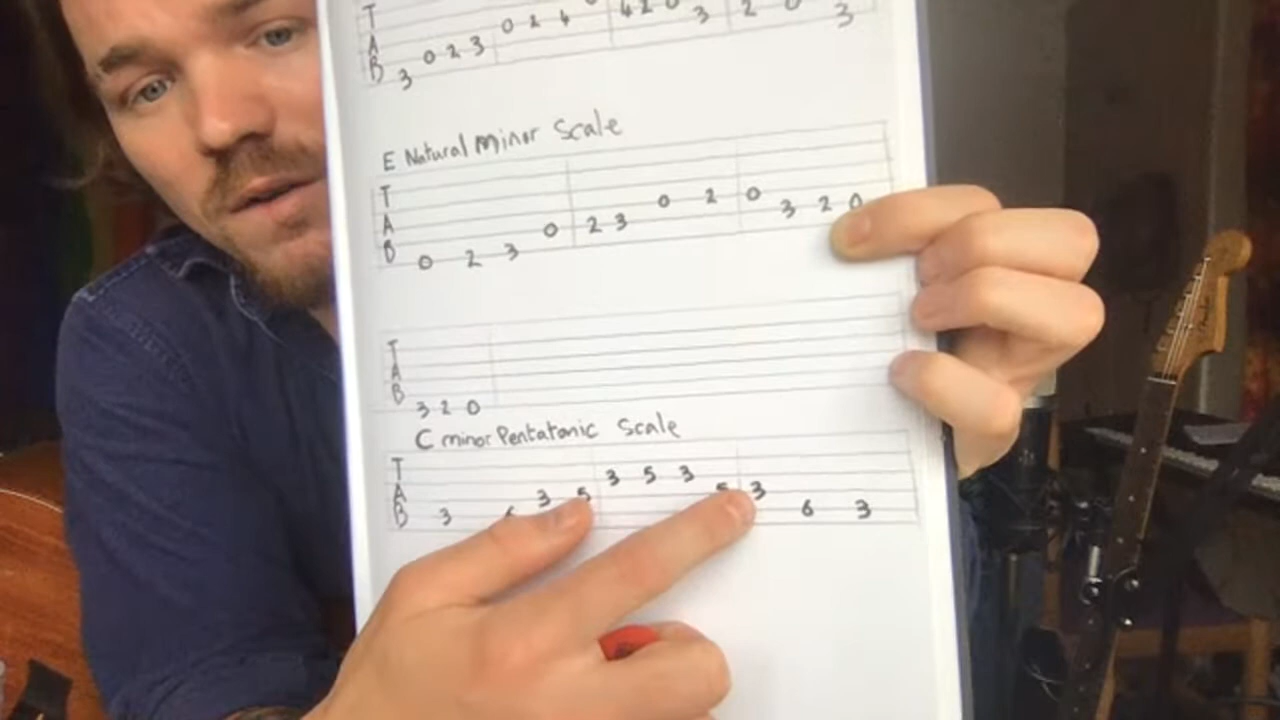 T
A
B
3 0 2 3 0 2 4 4 2 0 3 2 0 3
E Natural Minor Scale
T
A
B
0 2 3 0 2 3 0 2 0 3 2 0
T
A
B
3 2 0
C minor Pentatonic Scale
T
A
B
3 6 3 5 3 5 3 5 3 6 3